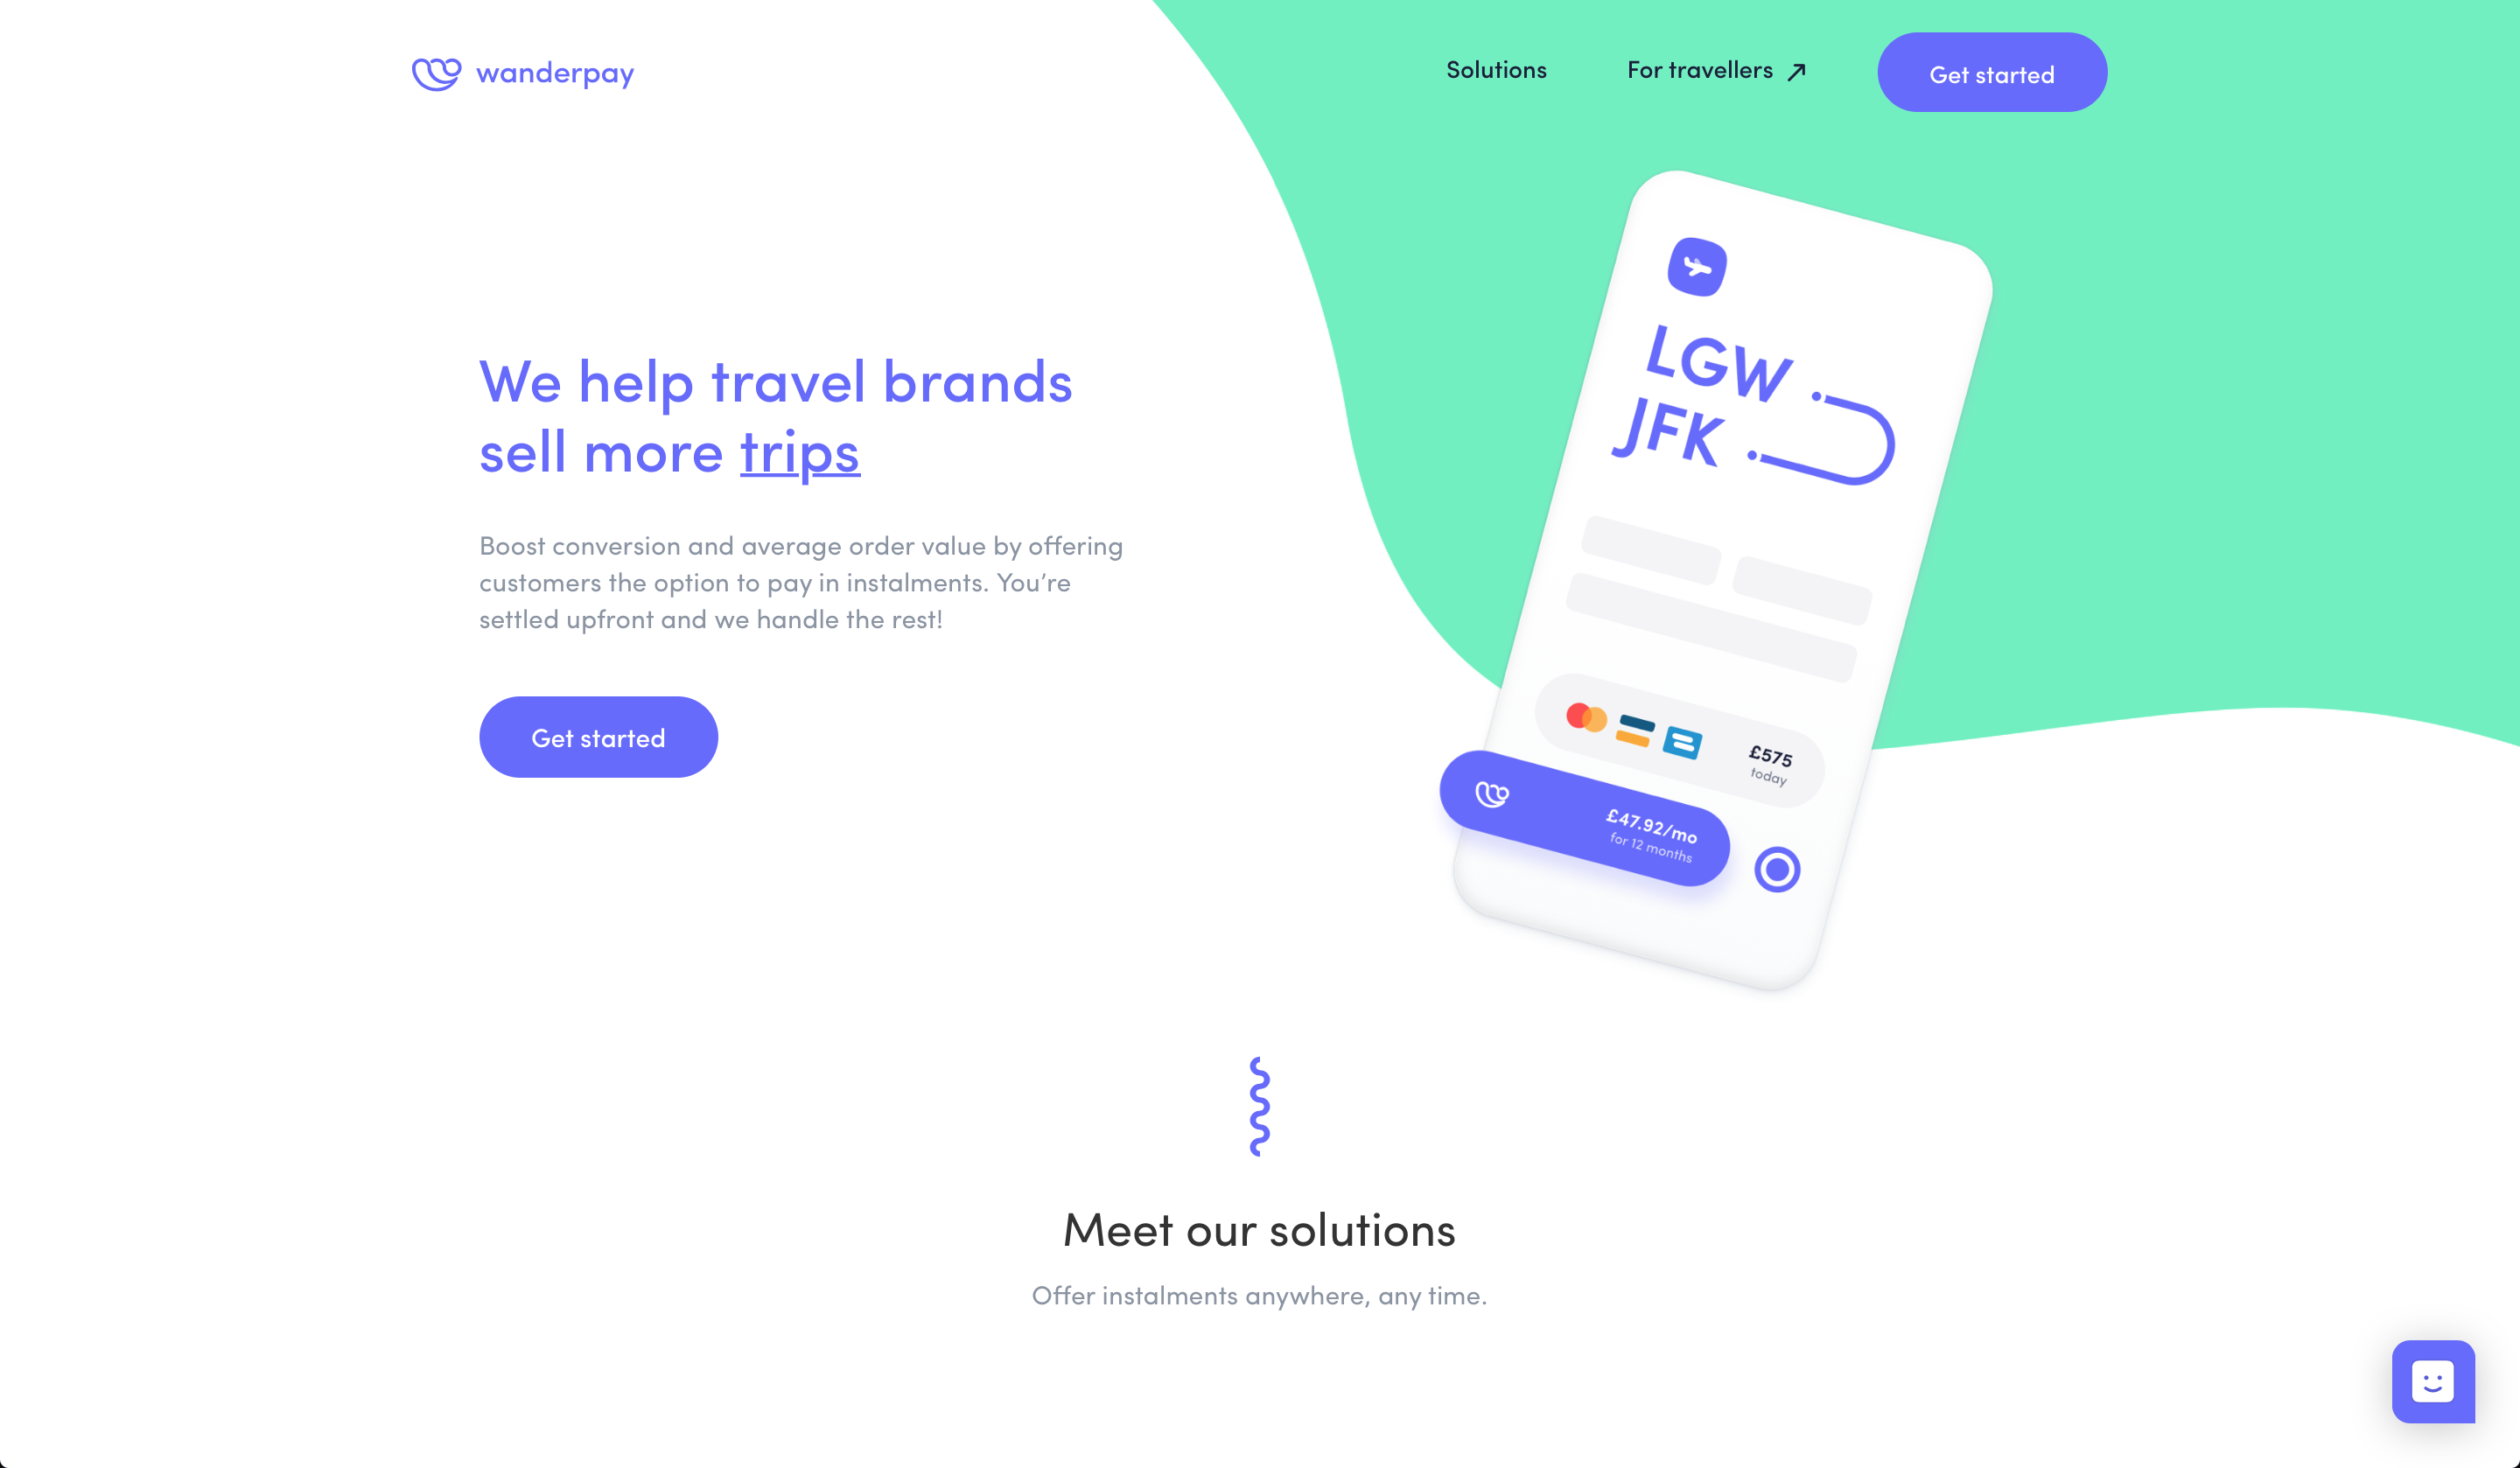 wanderpay
Solutions
For travellers
Get started
We help travel brands
sell more trips
Boost conversion and average order value by offering
customers the option to pay in instalments. You’re
settled upfront and we handle the rest!
Get started
LGW
JFK
£575
today
£47.92/mo
for 12 months
Meet our solutions
Offer instalments anywhere, any time.